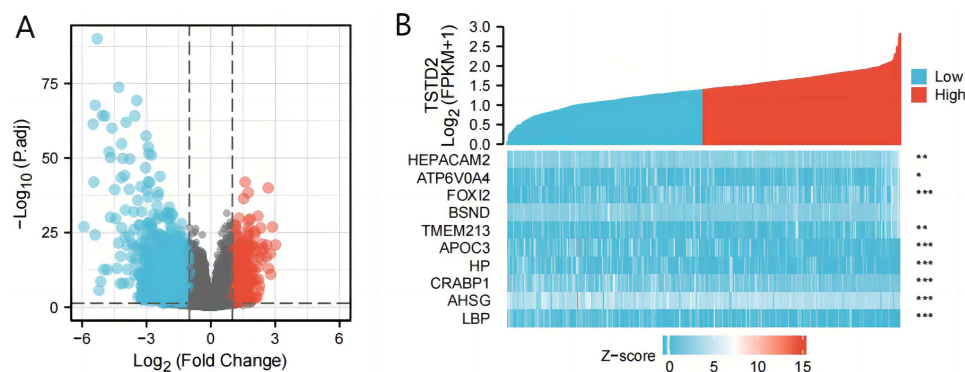 A
−Log₁₀ (P.adj)
75
50
25
0
−6
−3
0
3
6
Log₂ (Fold Change)
B
TSTD2
Log₂ (FPKM+1)
3.0
2.5
2.0
1.5
1.0
0.5
0.0
Low
High
HEPACAM2 **
ATP6V0A4 *
FOXI2 ***
BSND
TMEM213 **
APOC3 ***
HP ***
CRABP1 ***
AHSG ***
LBP ***
Z−score
0 5 10 15